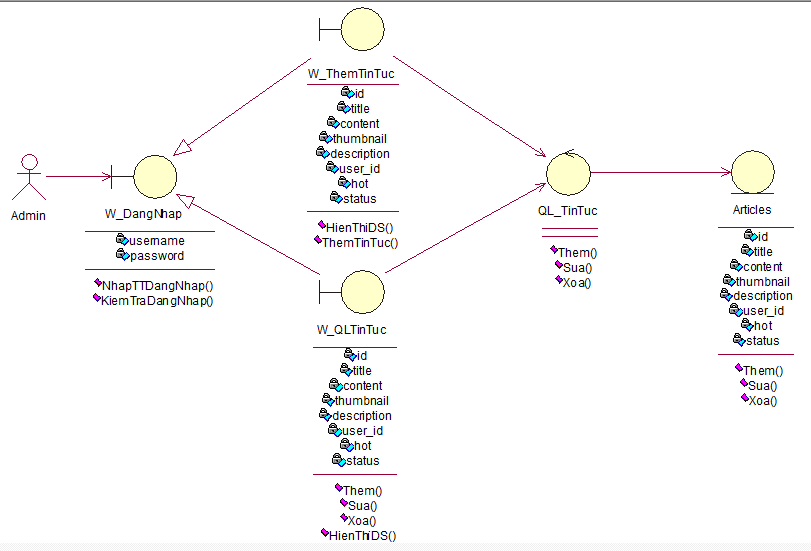 Admin
W_DangNhap
username
password
NhapTTDangNhap()
KiemTraDangNhap()
W_ThemTinTuc
id
title
content
thumbnail
description
user_id
hot
status
HienThiDS()
ThemTinTuc()
W_QLTinTuc
id
title
content
thumbnail
description
user_id
hot
status
Them()
Sua()
Xoa()
HienThiDS()
QL_TinTuc
Them()
Sua()
Xoa()
Articles
id
title
content
thumbnail
description
user_id
hot
status
Them()
Sua()
Xoa()